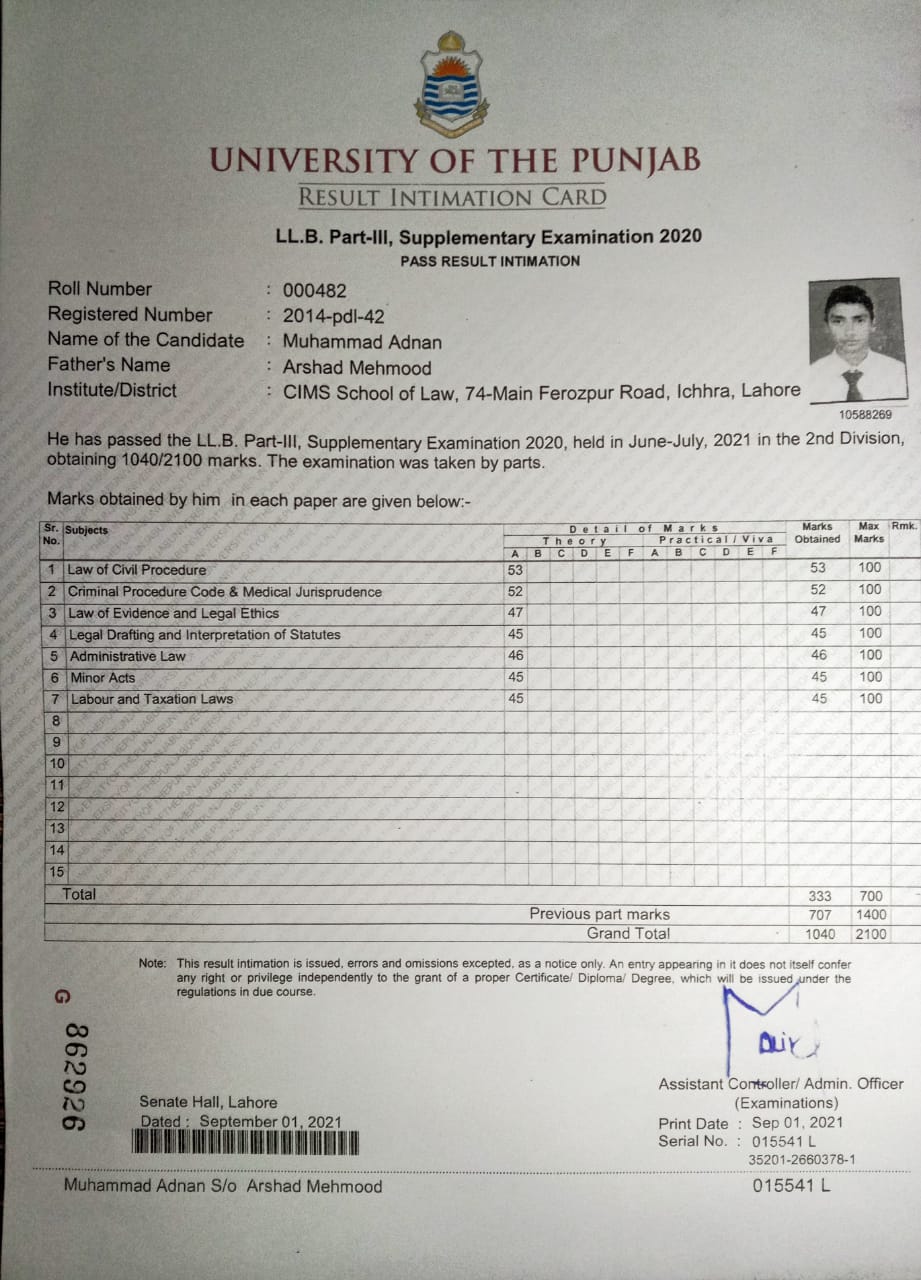 UNIVERSITY OF THE PUNJAB
RESULT INTIMATION CARD
LL.B. Part-III, Supplementary Examination 2020
PASS RESULT INTIMATION
Roll Number : 000482
Registered Number : 2014-pdl-42
Name of the Candidate : Muhammad Adnan
Father's Name : Arshad Mehmood
Institute/District : CIMS School of Law, 74-Main Ferozpur Road, Ichhra, Lahore
10588269
He has passed the LL.B. Part-III, Supplementary Examination 2020, held in June-July, 2021 in the 2nd Division,
obtaining 1040/2100 marks. The examination was taken by parts.
Marks obtained by him in each paper are given below:-
Sr. No. Subjects Detail of Marks Marks Obtained Max Marks Rmk.
Theory Practical / Viva
A B C D E F A B C D E F
1 Law of Civil Procedure 53 53 100
2 Criminal Procedure Code & Medical Jurisprudence 52 52 100
3 Law of Evidence and Legal Ethics 47 47 100
4 Legal Drafting and Interpretation of Statutes 45 45 100
5 Administrative Law 46 46 100
6 Minor Acts 45 45 100
7 Labour and Taxation Laws 45 45 100
8
9
10
11
12
13
14
15
Total 333 700
Previous part marks 707 1400
Grand Total 1040 2100
Note: This result intimation is issued, errors and omissions excepted, as a notice only. An entry appearing in it does not itself confer
any right or privilege independently to the grant of a proper Certificate/ Diploma/ Degree, which will be issued under the
regulations in due course.
G 862926
Assistant Controller/ Admin. Officer
(Examinations)
Senate Hall, Lahore
Dated : September 01, 2021
Print Date : Sep 01, 2021
Serial No. : 015541 L
35201-2660378-1
Muhammad Adnan S/o Arshad Mehmood 015541 L